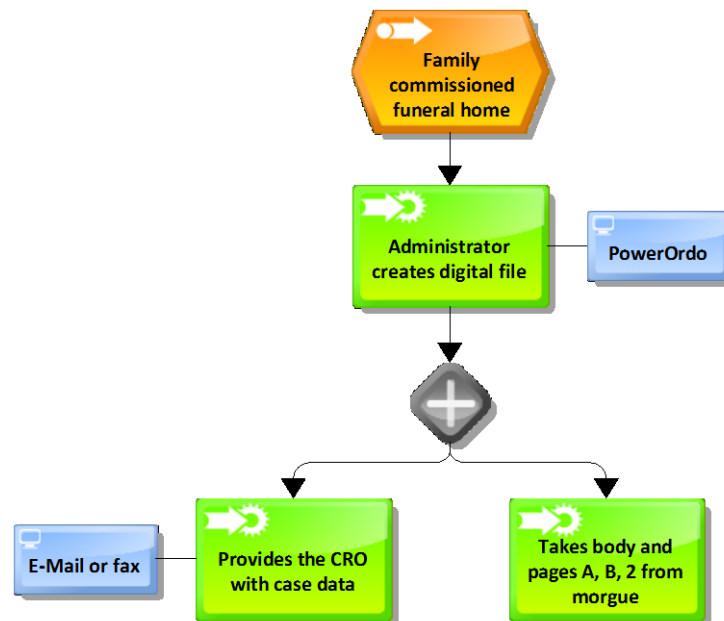 Family
commissioned
funeral home
Administrator
creates digital file
PowerOrdo
E-Mail or fax
Provides the CRO
with case data
Takes body and
pages A, B, 2 from
morgue